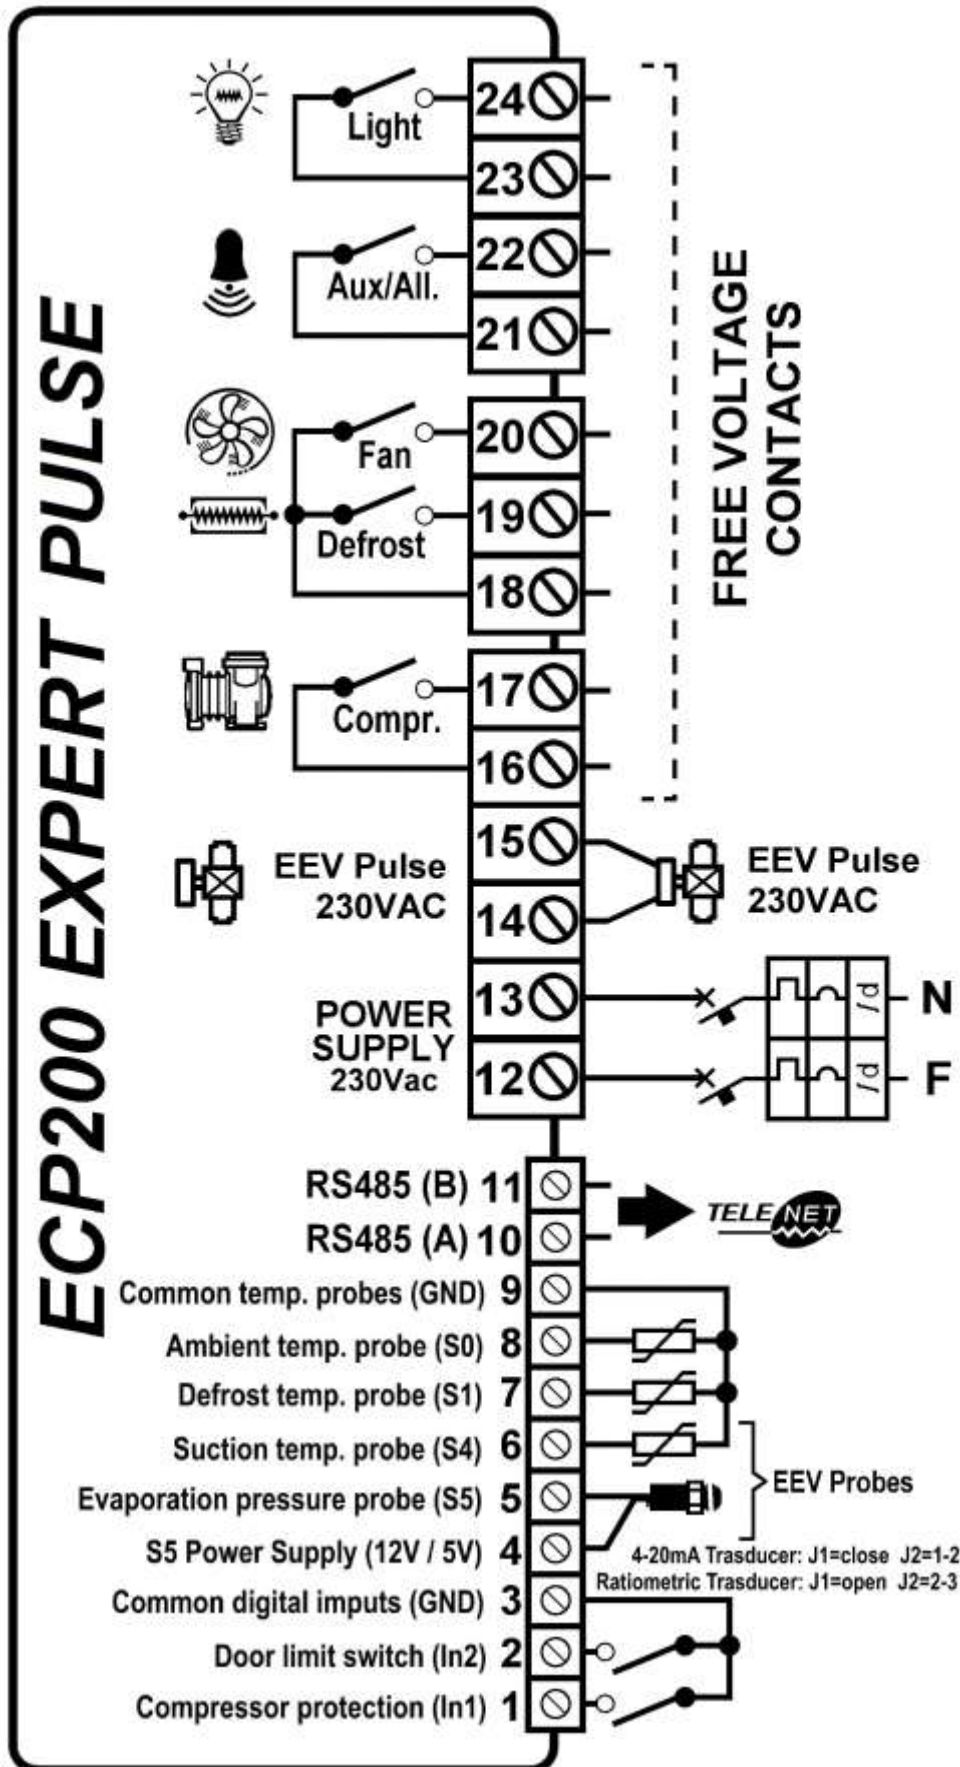 ECP200 EXPERT PULSE
24
Light
23
22
Aux/All.
21
20
Fan
19
Defrost
18
17
Compr.
16
FREE VOLTAGE
CONTACTS
15
EEV Pulse
230VAC
14
EEV Pulse
230VAC
13
POWER
SUPPLY
230Vac
12
N
F
RS485 (B) 11
RS485 (A) 10
TELENET
Common temp. probes (GND) 9
Ambient temp. probe (S0) 8
Defrost temp. probe (S1) 7
Suction temp. probe (S4) 6
Evaporation pressure probe (S5) 5
EEV Probes
S5 Power Supply (12V / 5V) 4
4-20mA Trasducer: J1=close J2=1-2
Ratiometric Trasducer: J1=open J2=2-3
Common digital imputs (GND) 3
Door limit switch (In2) 2
Compressor protection (In1) 1